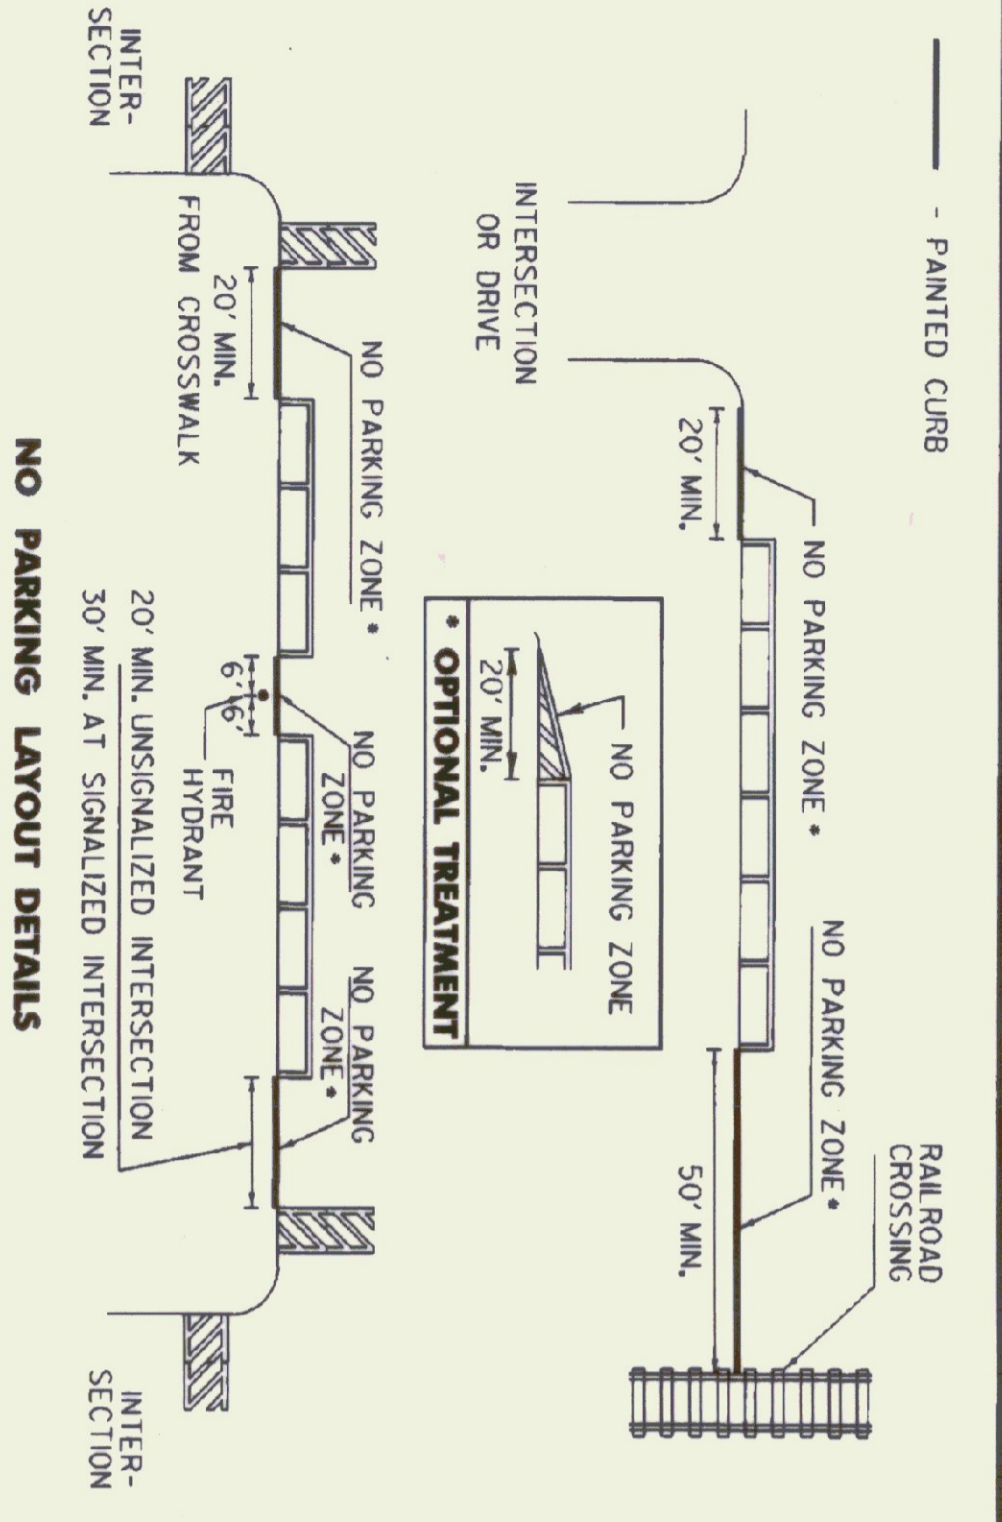 - PAINTED CURB
RAILROAD
CROSSING
NO PARKING ZONE *
NO PARKING ZONE *
20' MIN.
50' MIN.
INTERSECTION
OR DRIVE
NO PARKING ZONE
20' MIN.
* OPTIONAL TREATMENT
NO PARKING ZONE *
NO PARKING
ZONE *
NO PARKING
ZONE *
20' MIN.
FROM CROSSWALK
6' 6'
FIRE
HYDRANT
20' MIN. UNSIGNALIZED INTERSECTION
30' MIN. AT SIGNALIZED INTERSECTION
INTER-
SECTION
INTER-
SECTION
NO PARKING LAYOUT DETAILS